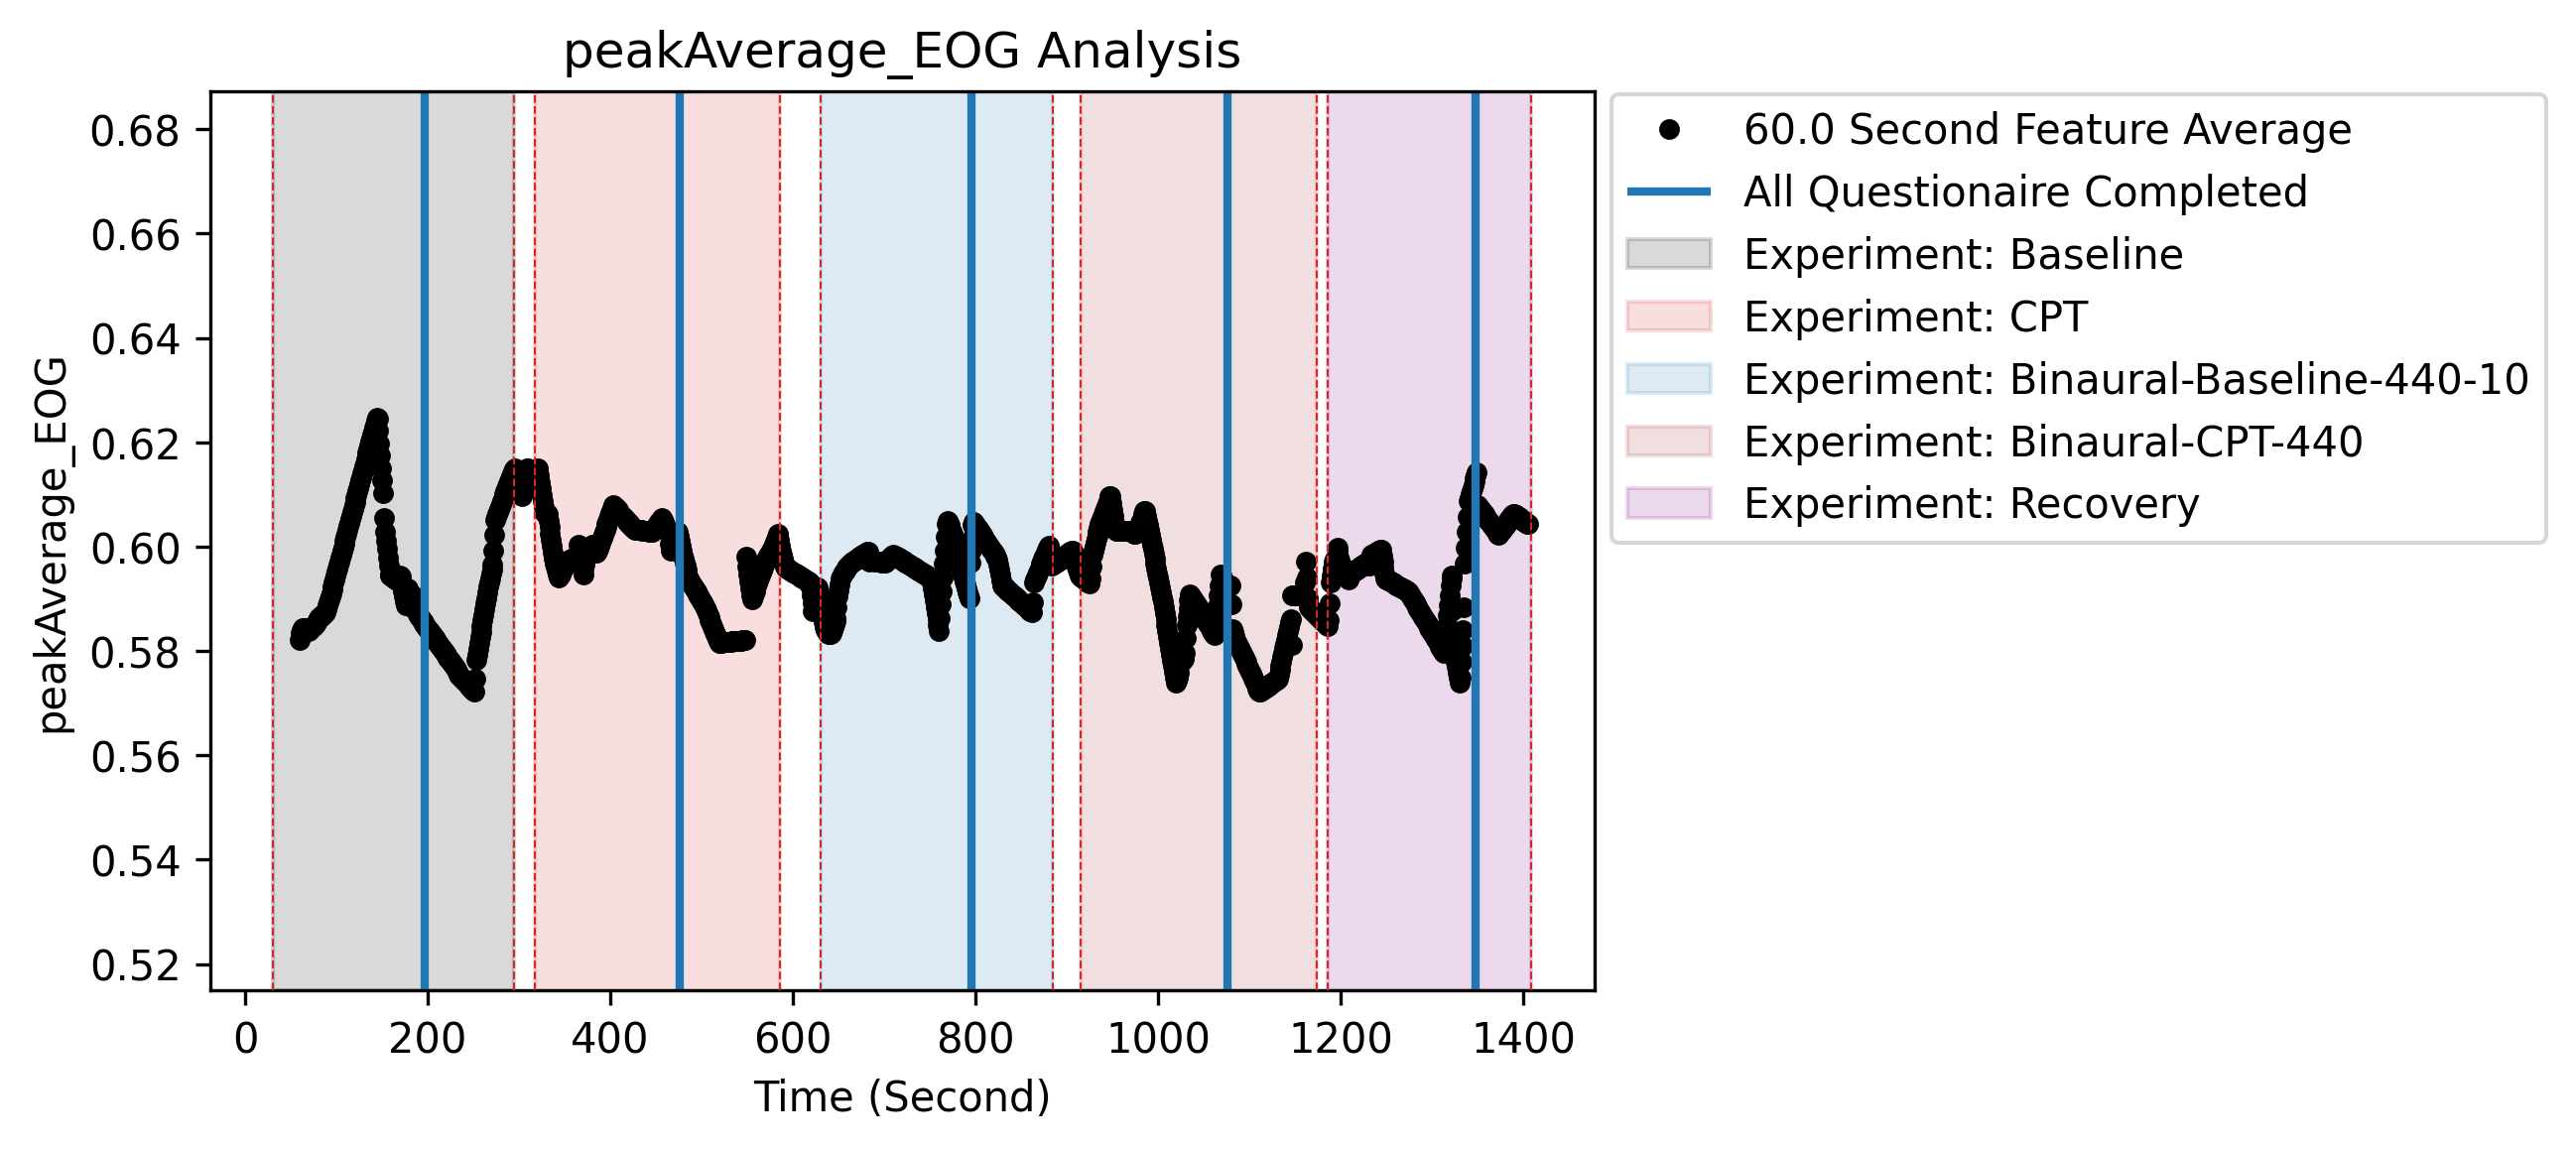 peakAverage_EOG Analysis
peakAverage_EOG
0.68
0.66
0.64
0.62
0.60
0.58
0.56
0.54
0.52
0 200 400 600 800 1000 1200 1400
Time (Second)
60.0 Second Feature Average
All Questionaire Completed
Experiment: Baseline
Experiment: CPT
Experiment: Binaural-Baseline-440-10
Experiment: Binaural-CPT-440
Experiment: Recovery